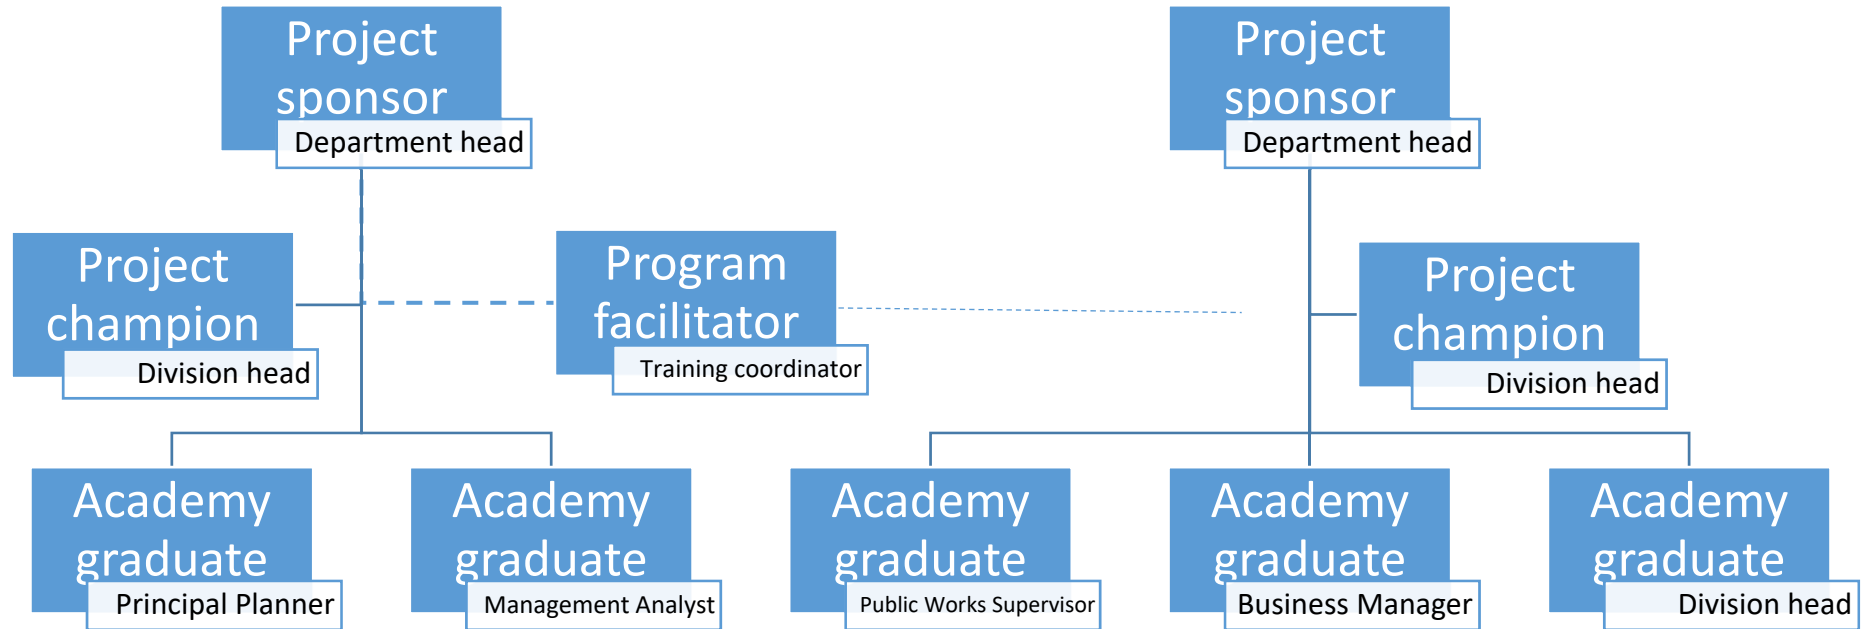 Project
sponsor
Department head
Project
sponsor
Department head
Project
champion
Division head
Program
facilitator
Training coordinator
Project
champion
Division head
Academy
graduate
Principal Planner
Academy
graduate
Management Analyst
Academy
graduate
Public Works Supervisor
Academy
graduate
Business Manager
Academy
graduate
Division head